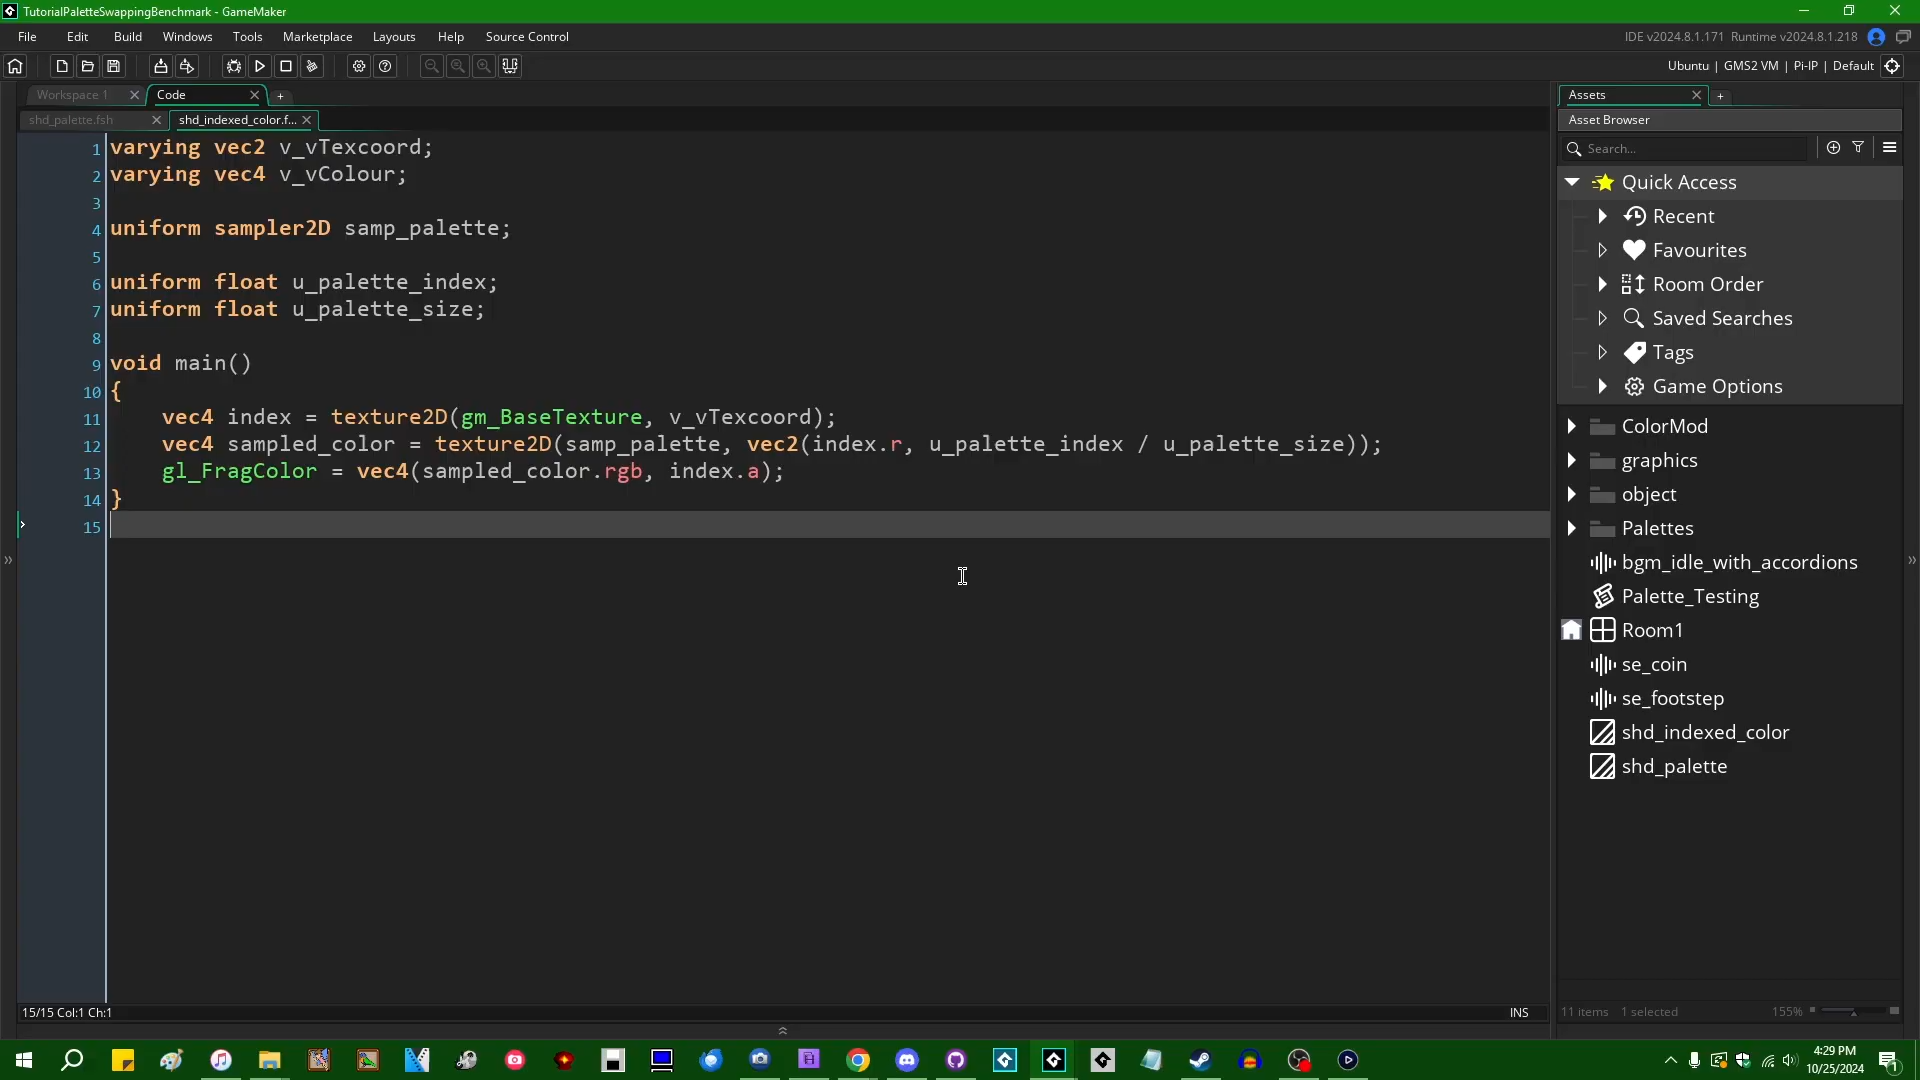 TutorialPaletteSwappingBenchmark - GameMaker
File Edit Build Windows Tools Marketplace Layouts Help Source Control
IDE v2024.8.1.171 Runtime v2024.8.1.218
Ubuntu | GMS2 VM | Pi-IP | Default
Workspace 1
Code
Assets
shd_palette.fsh
shd_indexed_color.f...
Asset Browser
Search...
1 varying vec2 v_vTexcoord;
2 varying vec4 v_vColour;
3
4 uniform sampler2D samp_palette;
5
6 uniform float u_palette_index;
7 uniform float u_palette_size;
8
9 void main()
10 {
11 vec4 index = texture2D(gm_BaseTexture, v_vTexcoord);
12 vec4 sampled_color = texture2D(samp_palette, vec2(index.r, u_palette_index / u_palette_size));
13 gl_FragColor = vec4(sampled_color.rgb, index.a);
14 }
15
Quick Access
Recent
Favourites
Room Order
Saved Searches
Tags
Game Options
ColorMod
graphics
object
Palettes
bgm_idle_with_accordions
Palette_Testing
Room1
se_coin
se_footstep
shd_indexed_color
shd_palette
15/15 Col:1 Ch:1
INS
11 items 1 selected
155%
4:29 PM
10/25/2024
1